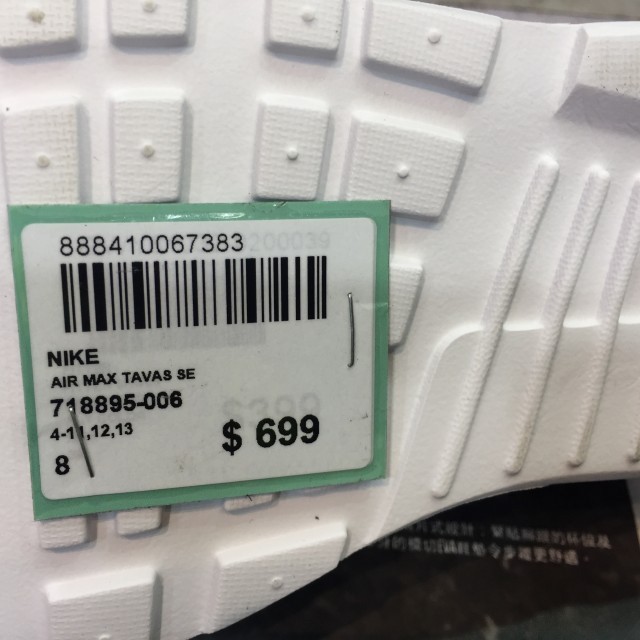 888410067383
NIKE
AIR MAX TAVAS SE
718895-006
4-11,12,13
8
$ 699